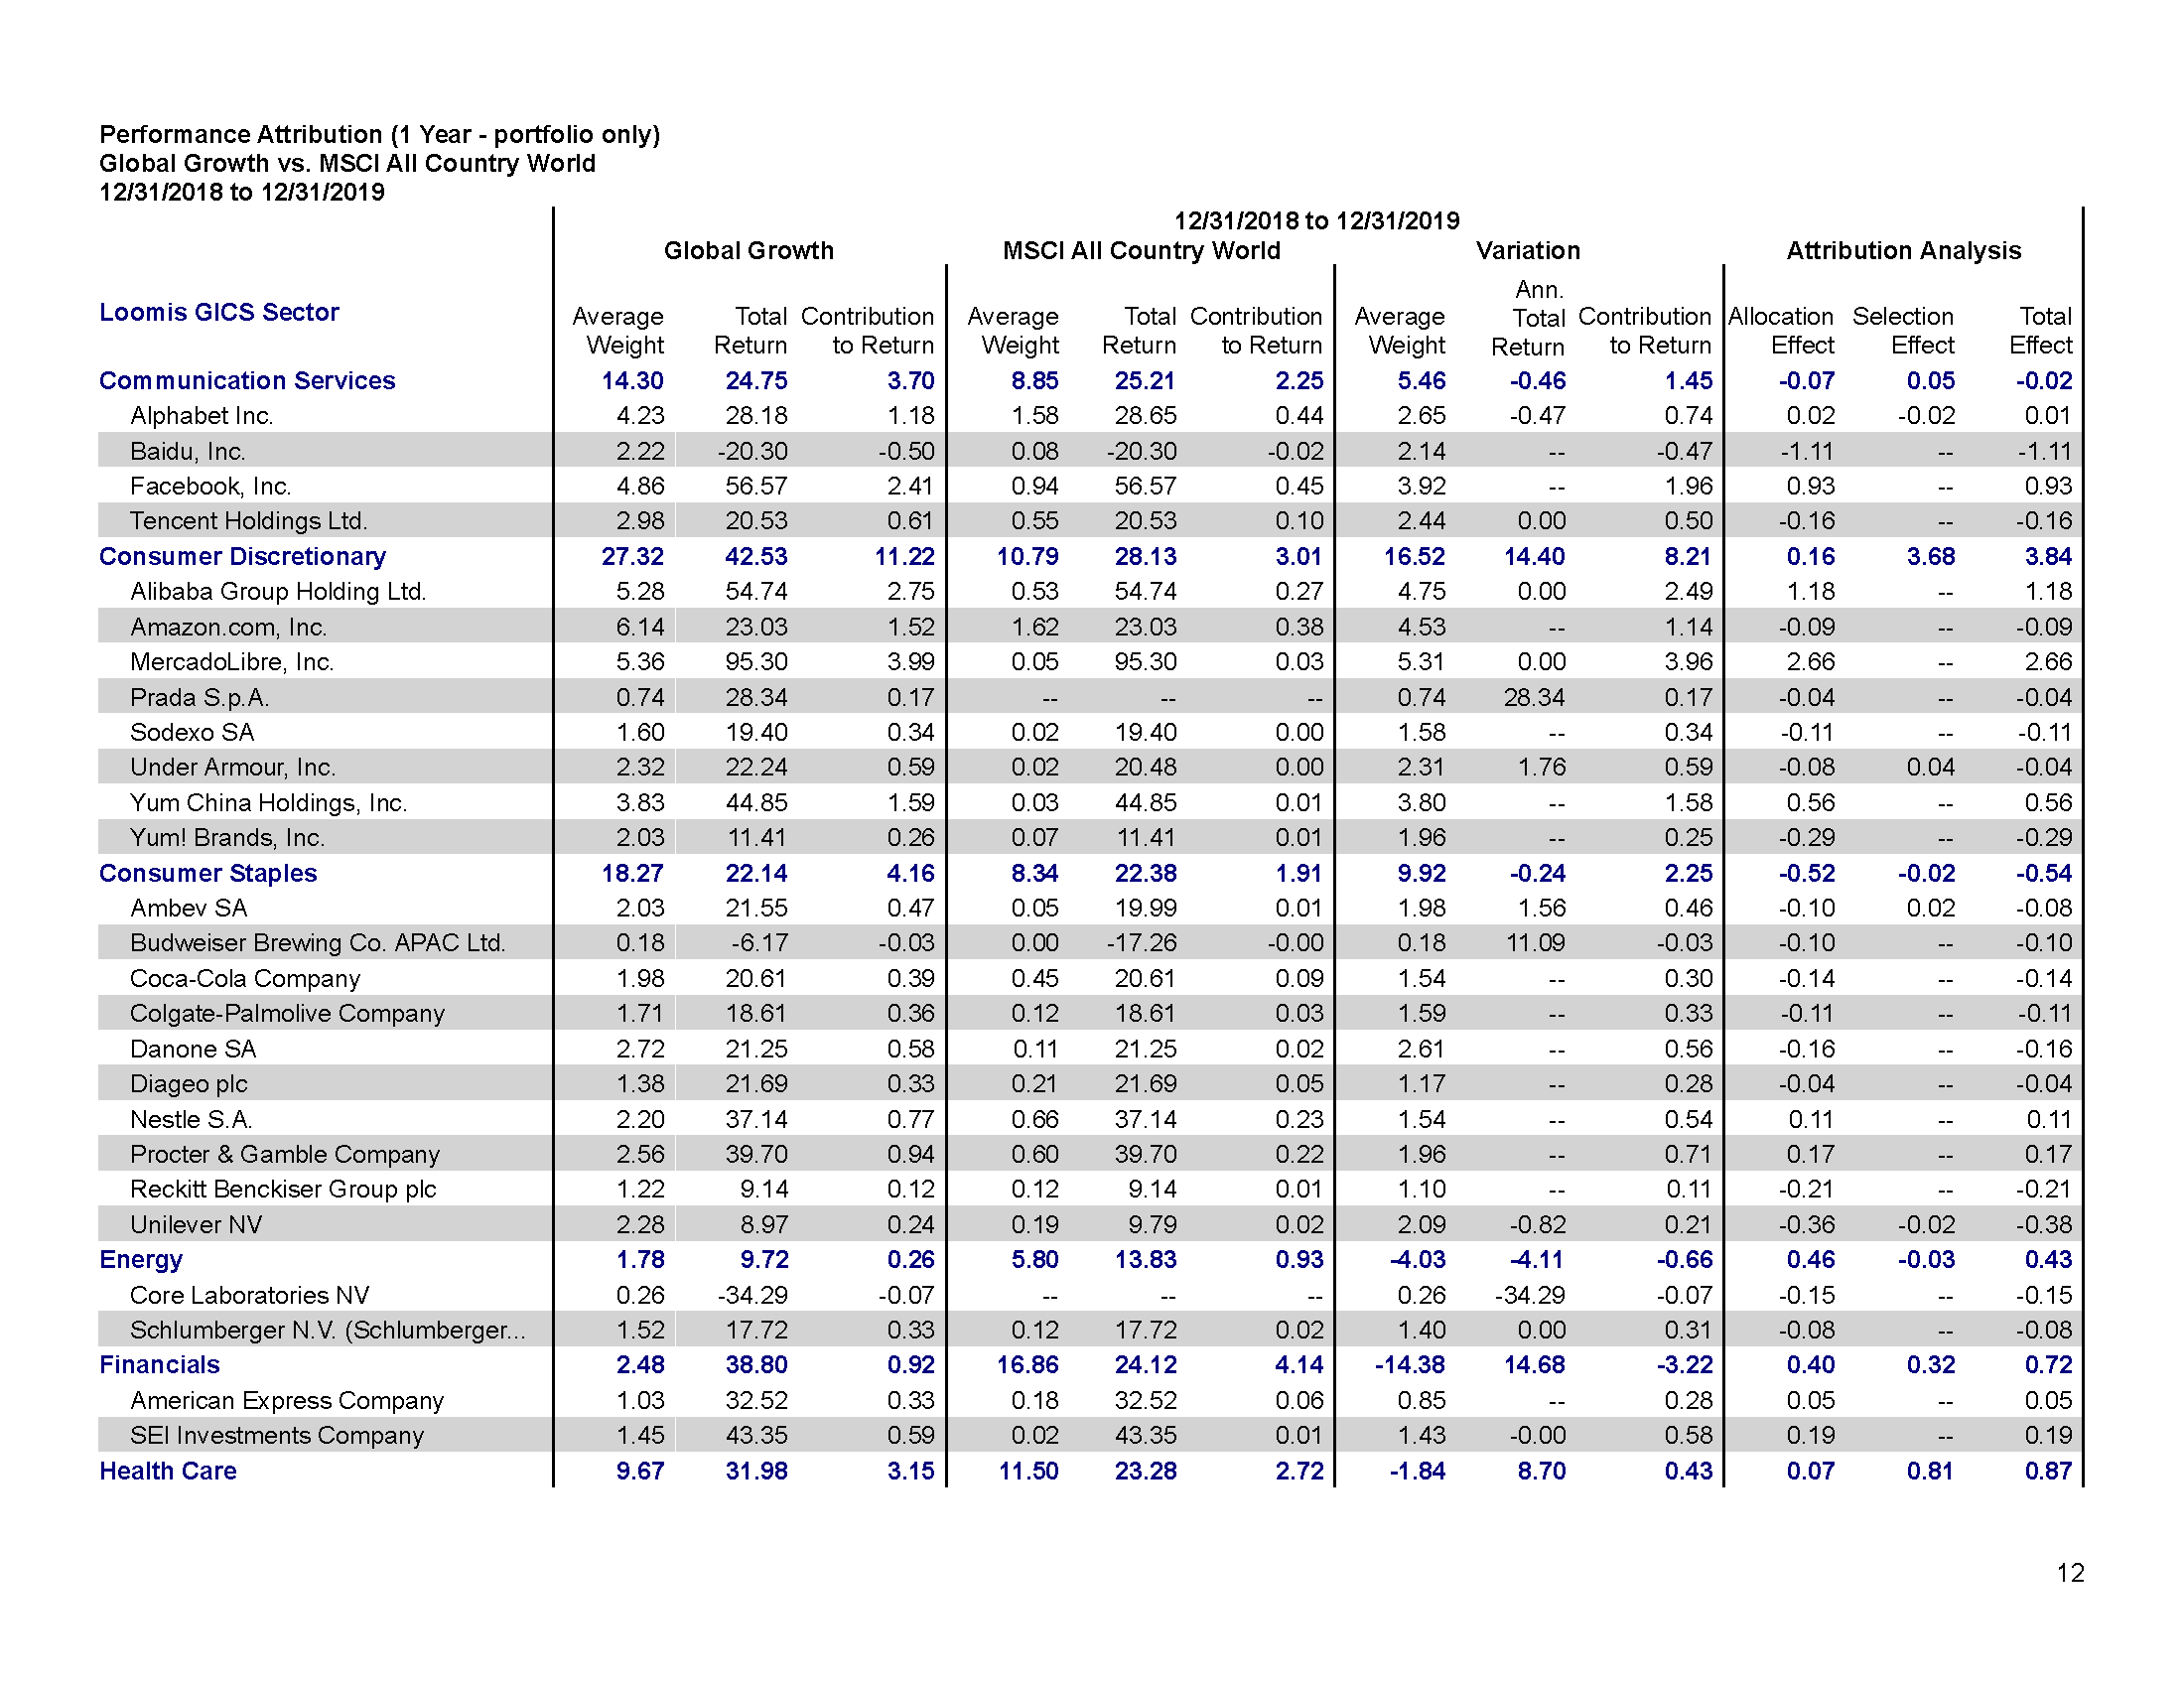 Performance Attribution (1 Year - portfolio only)
Global Growth vs. MSCI All Country World
12/31/2018 to 12/31/2019
12/31/2018 to 12/31/2019
Global Growth MSCI All Country World Variation Attribution Analysis
Loomis GICS Sector Average Weight Total Return Contribution to Return Average Weight Total Return Contribution to Return Average Weight Ann. Total Return Contribution to Return Allocation Effect Selection Effect Total Effect
Communication Services 14.30 24.75 3.70 8.85 25.21 2.25 5.46 -0.46 1.45 -0.07 0.05 -0.02
Alphabet Inc. 4.23 28.18 1.18 1.58 28.65 0.44 2.65 -0.47 0.74 0.02 -0.02 0.01
Baidu, Inc. 2.22 -20.30 -0.50 0.08 -20.30 -0.02 2.14 -- -0.47 -1.11 -- -1.11
Facebook, Inc. 4.86 56.57 2.41 0.94 56.57 0.45 3.92 -- 1.96 0.93 -- 0.93
Tencent Holdings Ltd. 2.98 20.53 0.61 0.55 20.53 0.10 2.44 0.00 0.50 -0.16 -- -0.16
Consumer Discretionary 27.32 42.53 11.22 10.79 28.13 3.01 16.52 14.40 8.21 0.16 3.68 3.84
Alibaba Group Holding Ltd. 5.28 54.74 2.75 0.53 54.74 0.27 4.75 0.00 2.49 1.18 -- 1.18
Amazon.com, Inc. 6.14 23.03 1.52 1.62 23.03 0.38 4.53 -- 1.14 -0.09 -- -0.09
MercadoLibre, Inc. 5.36 95.30 3.99 0.05 95.30 0.03 5.31 0.00 3.96 2.66 -- 2.66
Prada S.p.A. 0.74 28.34 0.17 -- -- -- 0.74 28.34 0.17 -0.04 -- -0.04
Sodexo SA 1.60 19.40 0.34 0.02 19.40 0.00 1.58 -- 0.34 -0.11 -- -0.11
Under Armour, Inc. 2.32 22.24 0.59 0.02 20.48 0.00 2.31 1.76 0.59 -0.08 0.04 -0.04
Yum China Holdings, Inc. 3.83 44.85 1.59 0.03 44.85 0.01 3.80 -- 1.58 0.56 -- 0.56
Yum! Brands, Inc. 2.03 11.41 0.26 0.07 11.41 0.01 1.96 -- 0.25 -0.29 -- -0.29
Consumer Staples 18.27 22.14 4.16 8.34 22.38 1.91 9.92 -0.24 2.25 -0.52 -0.02 -0.54
Ambev SA 2.03 21.55 0.47 0.05 19.99 0.01 1.98 1.56 0.46 -0.10 0.02 -0.08
Budweiser Brewing Co. APAC Ltd. 0.18 -6.17 -0.03 0.00 -17.26 -0.00 0.18 11.09 -0.03 -0.10 -- -0.10
Coca-Cola Company 1.98 20.61 0.39 0.45 20.61 0.09 1.54 -- 0.30 -0.14 -- -0.14
Colgate-Palmolive Company 1.71 18.61 0.36 0.12 18.61 0.03 1.59 -- 0.33 -0.11 -- -0.11
Danone SA 2.72 21.25 0.58 0.11 21.25 0.02 2.61 -- 0.56 -0.16 -- -0.16
Diageo plc 1.38 21.69 0.33 0.21 21.69 0.05 1.17 -- 0.28 -0.04 -- -0.04
Nestle S.A. 2.20 37.14 0.77 0.66 37.14 0.23 1.54 -- 0.54 0.11 -- 0.11
Procter & Gamble Company 2.56 39.70 0.94 0.60 39.70 0.22 1.96 -- 0.71 0.17 -- 0.17
Reckitt Benckiser Group plc 1.22 9.14 0.12 0.12 9.14 0.01 1.10 -- 0.11 -0.21 -- -0.21
Unilever NV 2.28 8.97 0.24 0.19 9.79 0.02 2.09 -0.82 0.21 -0.36 -0.02 -0.38
Energy 1.78 9.72 0.26 5.80 13.83 0.93 -4.03 -4.11 -0.66 0.46 -0.03 0.43
Core Laboratories NV 0.26 -34.29 -0.07 -- -- -- 0.26 -34.29 -0.07 -0.15 -- -0.15
Schlumberger N.V. (Schlumberger... 1.52 17.72 0.33 0.12 17.72 0.02 1.40 0.00 0.31 -0.08 -- -0.08
Financials 2.48 38.80 0.92 16.86 24.12 4.14 -14.38 14.68 -3.22 0.40 0.32 0.72
American Express Company 1.03 32.52 0.33 0.18 32.52 0.06 0.85 -- 0.28 0.05 -- 0.05
SEI Investments Company 1.45 43.35 0.59 0.02 43.35 0.01 1.43 -0.00 0.58 0.19 -- 0.19
Health Care 9.67 31.98 3.15 11.50 23.28 2.72 -1.84 8.70 0.43 0.07 0.81 0.87
12